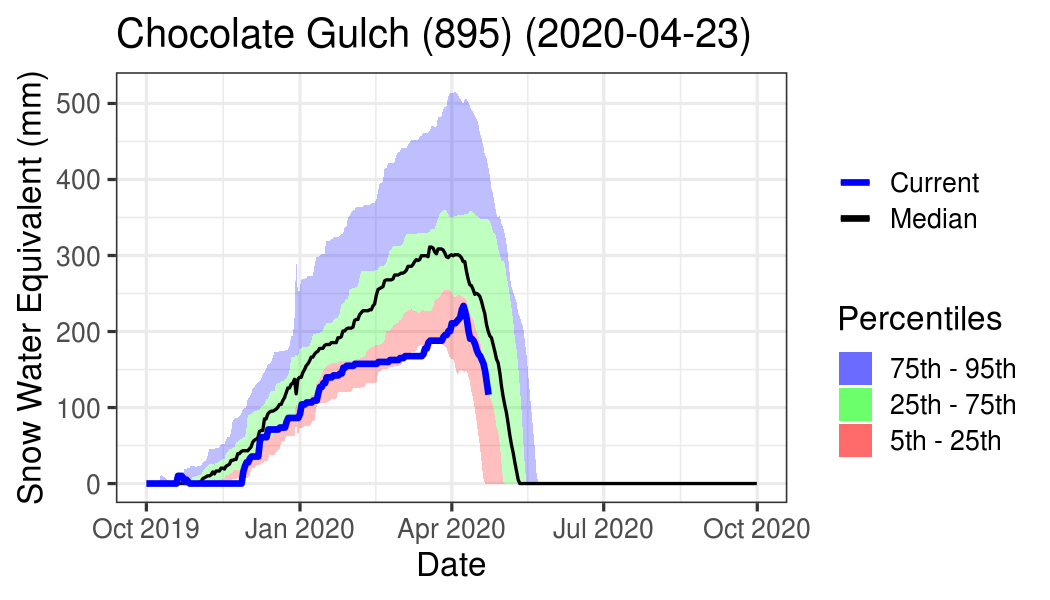 Chocolate Gulch (895) (2020-04-23)
Snow Water Equivalent (mm)
500
400
300
200
100
0
Oct 2019
Jan 2020
Apr 2020
Jul 2020
Oct 2020
Date
Current
Median
Percentiles
75th - 95th
25th - 75th
5th - 25th